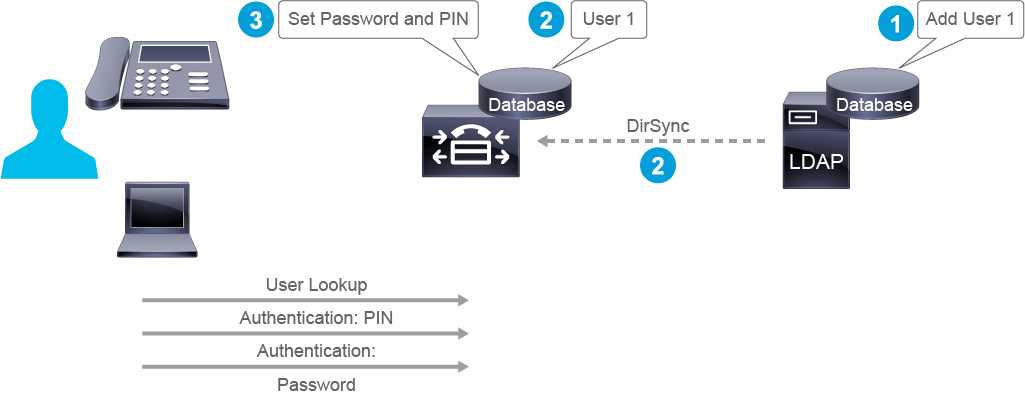 3 Set Password and PIN
2 User 1
1 Add User 1
Database
Database
DirSync
2
LDAP
User Lookup
Authentication: PIN
Authentication:
Password